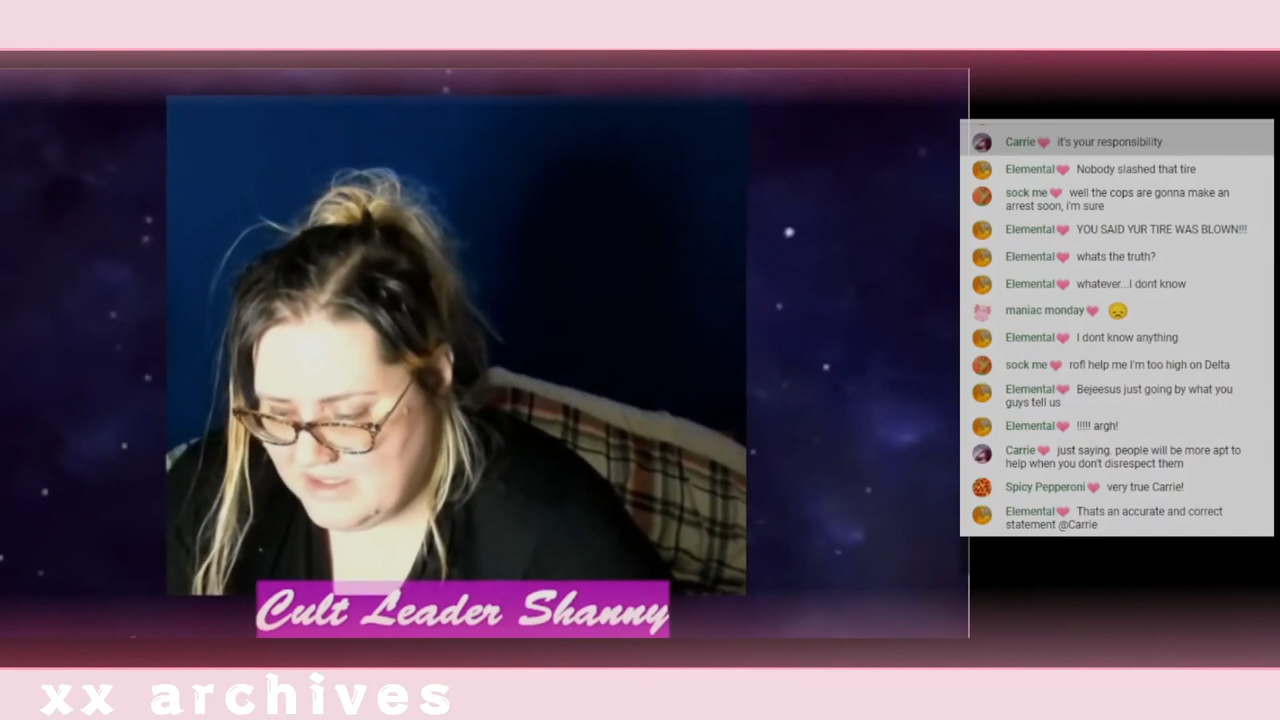 Carrie it's your responsibility
Elemental Nobody slashed that tire
sock me well the cops are gonna make an
arrest soon, i'm sure
Elemental YOU SAID YUR TIRE WAS BLOWN!!!
Elemental whats the truth?
Elemental whatever...I dont know
maniac monday
Elemental I dont know anything
sock me rofl help me I'm too high on Delta
Elemental Bejeesus just going by what you
guys tell us
Elemental !!!!! argh!
Carrie just saying. people will be more apt to
help when you don't disrespect them
Spicy Pepperoni very true Carrie!
Elemental Thats an accurate and correct
statement @Carrie
Cult Leader Shanny
xx archives